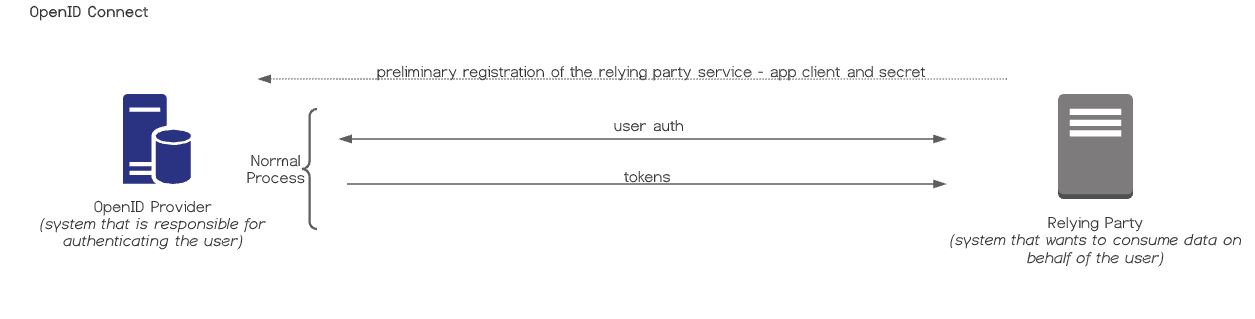 OpenID Connect
preliminary registration of the relying party service - app client and secret
user auth
Normal
Process
tokens
OpenID Provider
(system that is responsible for
authenticating the user)
Relying Party
(system that wants to consume data on
behalf of the user)